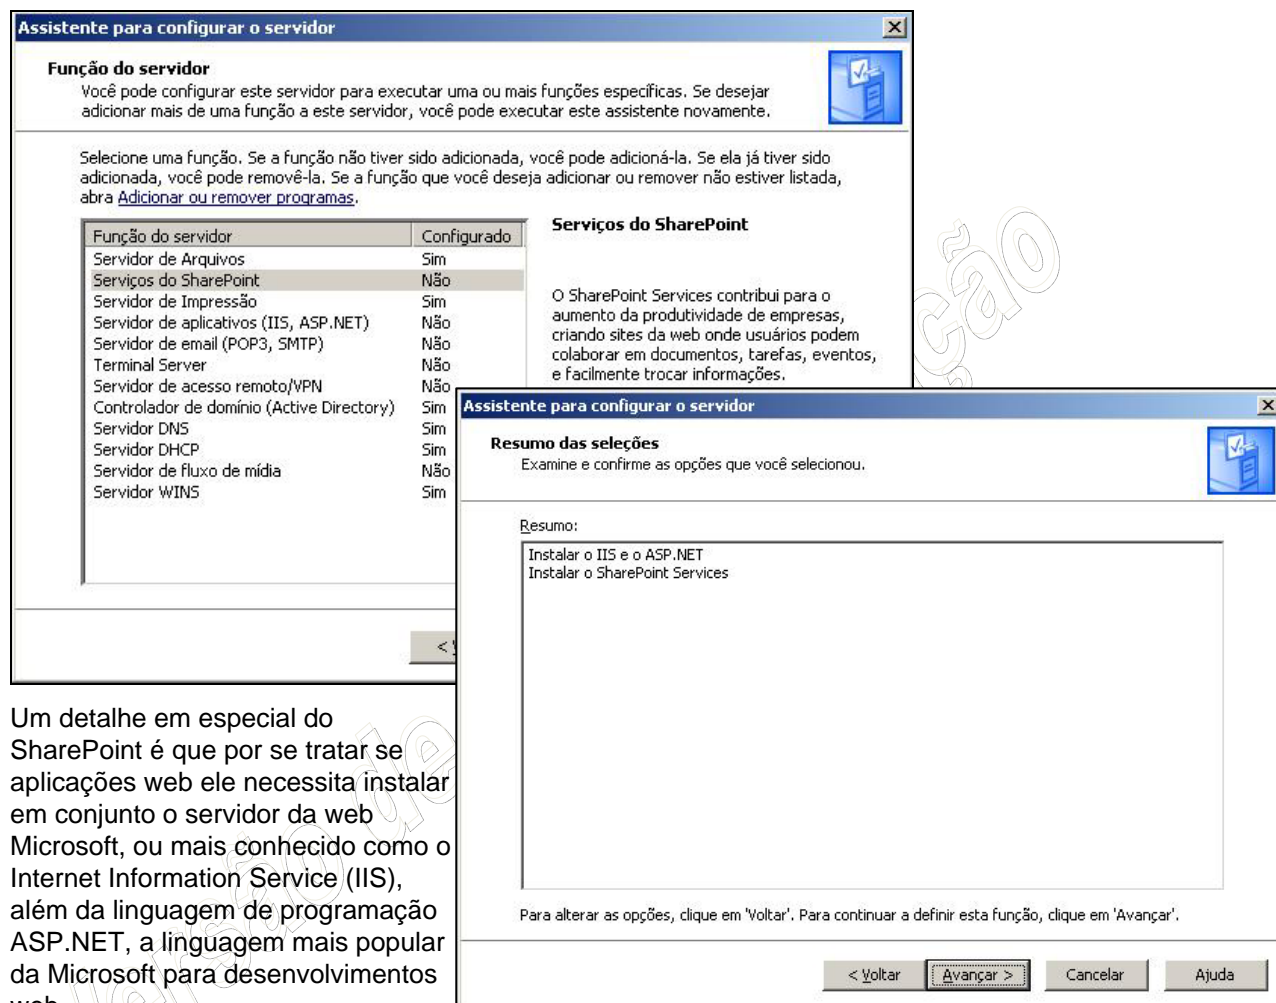 Assistente para configurar o servidor
Função do servidor
Você pode configurar este servidor para executar uma ou mais funções específicas. Se desejar
adicionar mais de uma função a este servidor, você pode executar este assistente novamente.
Selecione uma função. Se a função não tiver sido adicionada, você pode adicioná-la. Se ela já tiver sido
adicionada, você pode removê-la. Se a função que você deseja adicionar ou remover não estiver listada,
abra Adicionar ou remover programas.
Função do servidor Configurado
Servidor de Arquivos Sim
Serviços do SharePoint Não
Servidor de Impressão Sim
Servidor de aplicativos (IIS, ASP.NET) Não
Servidor de email (POP3, SMTP) Não
Terminal Server Não
Servidor de acesso remoto/VPN Não
Controlador de domínio (Active Directory) Sim
Servidor DNS Sim
Servidor DHCP Sim
Servidor de fluxo de mídia Não
Servidor WINS Sim
Serviços do SharePoint
O SharePoint Services contribui para o
aumento da produtividade de empresas,
criando sites da web onde usuários podem
colaborar em documentos, tarefas, eventos,
e facilmente trocar informações.
Assistente para configurar o servidor
Resumo das seleções
Examine e confirme as opções que você selecionou.
Resumo:
Instalar o IIS e o ASP.NET
Instalar o SharePoint Services
Para alterar as opções, clique em 'Voltar'. Para continuar a definir esta função, clique em 'Avançar'.
< Voltar Avançar > Cancelar Ajuda
Um detalhe em especial do
SharePoint é que por se tratar se
aplicações web ele necessita instalar
em conjunto o servidor da web
Microsoft, ou mais conhecido como o
Internet Information Service (IIS),
além da linguagem de programação
ASP.NET, a linguagem mais popular
da Microsoft para desenvolvimentos